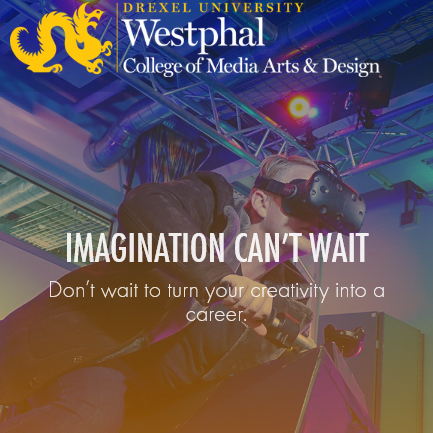 DREXEL UNIVERSITY
Westphal
College of Media Arts & Design
IMAGINATION CAN'T WAIT
Don't wait to turn your creativity into a
career.